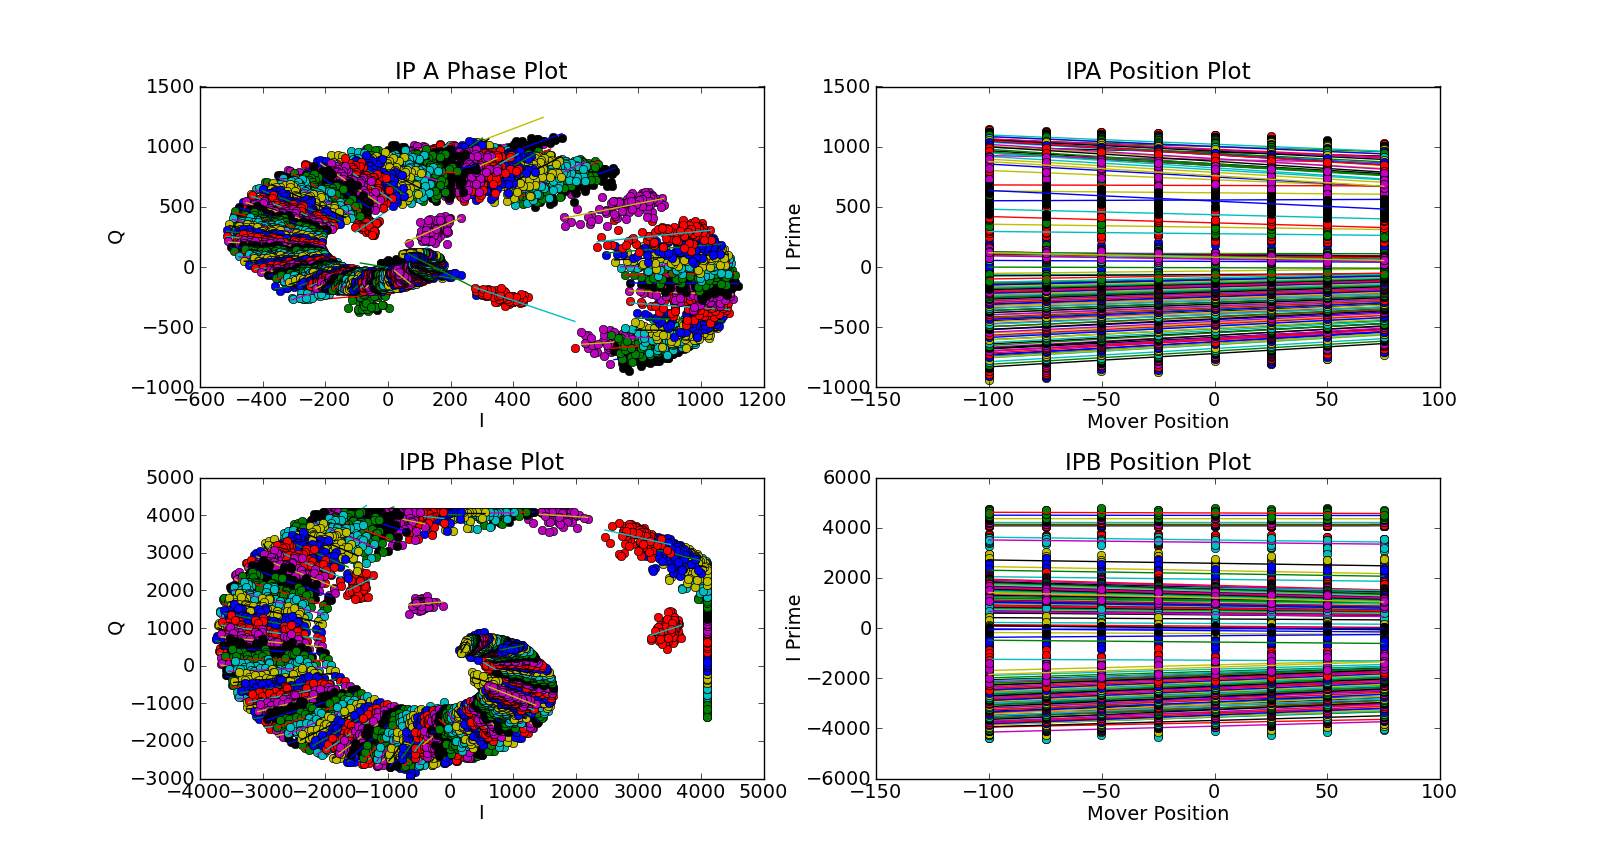 IP A Phase Plot
1500
1000
500
0
−500
−1000
Q
−600 −400 −200 0 200 400 600 800 1000 1200
I
IPA Position Plot
1500
1000
500
0
−500
−1000
I Prime
−150 −100 −50 0 50 100
Mover Position
IPB Phase Plot
5000
4000
3000
2000
1000
0
−1000
−2000
−3000
Q
−4000 −3000 −2000 −1000 0 1000 2000 3000 4000 5000
I
IPB Position Plot
6000
4000
2000
0
−2000
−4000
−6000
I Prime
−150 −100 −50 0 50 100
Mover Position